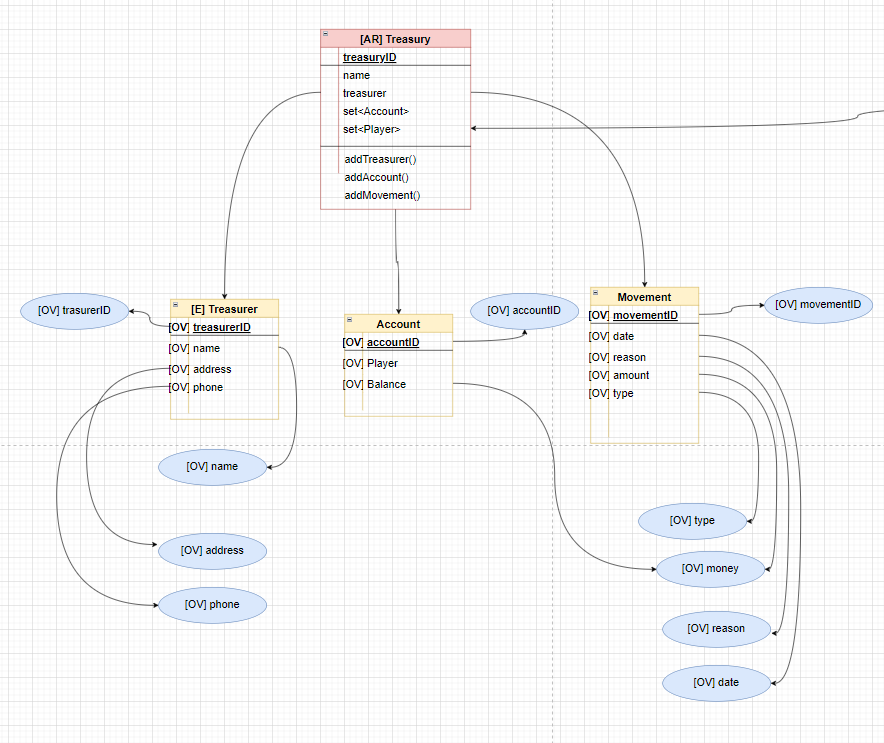 [AR] Treasury
treasuryID
name
treasurer
set<Account>
set<Player>
addTreasurer()
addAccount()
addMovement()
[OV] trasurerID
[E] Treasurer
[OV] treasurerID
[OV] name
[OV] address
[OV] phone
Account
[OV] accountID
[OV] Player
[OV] Balance
[OV] accountID
Movement
[OV] movementID
[OV] date
[OV] reason
[OV] amount
[OV] type
[OV] movementID
[OV] name
[OV] address
[OV] phone
[OV] type
[OV] money
[OV] reason
[OV] date